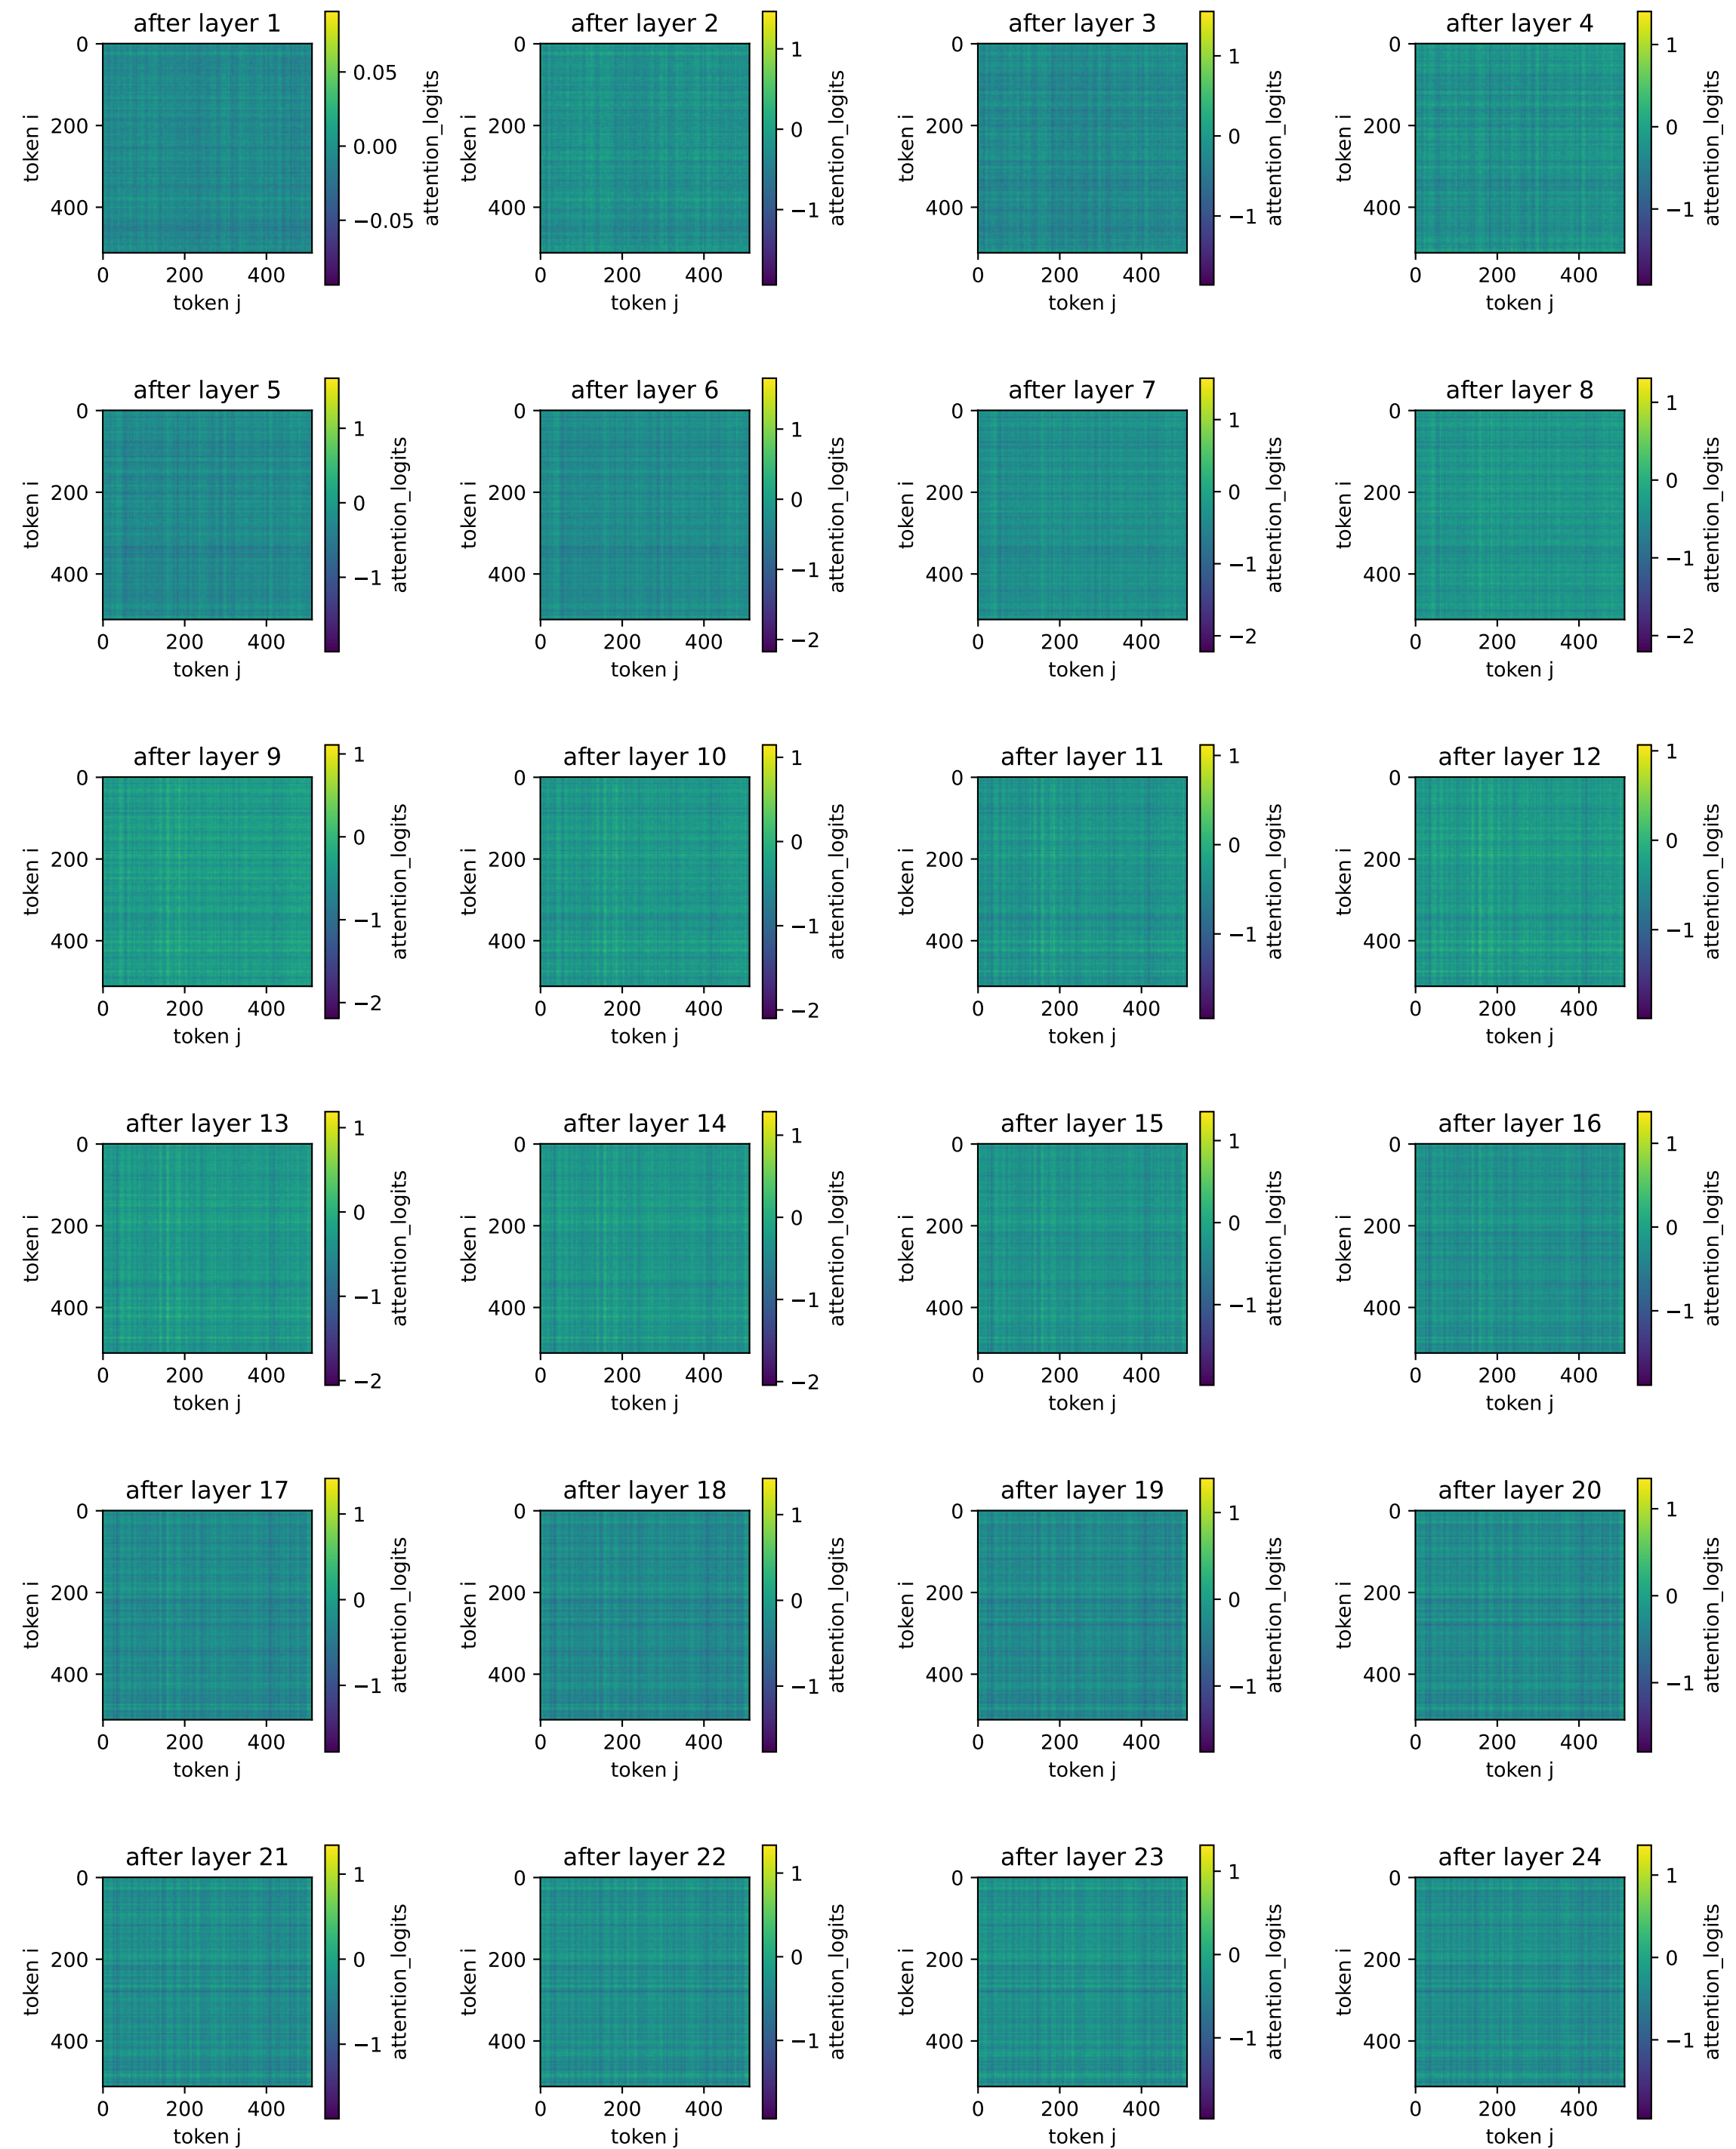 after layer 1
0
200
400
token i
0 200 400
token j
0.05
0.00
−0.05
attention_logits
after layer 2
0
200
400
token i
0 200 400
token j
1
0
−1
attention_logits
after layer 3
0
200
400
token i
0 200 400
token j
1
0
−1
attention_logits
after layer 4
0
200
400
token i
0 200 400
token j
1
0
−1
attention_logits
after layer 5
0
200
400
token i
0 200 400
token j
1
0
−1
attention_logits
after layer 6
0
200
400
token i
0 200 400
token j
1
0
−1
−2
attention_logits
after layer 7
0
200
400
token i
0 200 400
token j
1
0
−1
−2
attention_logits
after layer 8
0
200
400
token i
0 200 400
token j
1
0
−1
−2
attention_logits
after layer 9
0
200
400
token i
0 200 400
token j
1
0
−1
−2
attention_logits
after layer 10
0
200
400
token i
0 200 400
token j
1
0
−1
−2
attention_logits
after layer 11
0
200
400
token i
0 200 400
token j
1
0
−1
attention_logits
after layer 12
0
200
400
token i
0 200 400
token j
1
0
−1
attention_logits
after layer 13
0
200
400
token i
0 200 400
token j
1
0
−1
−2
attention_logits
after layer 14
0
200
400
token i
0 200 400
token j
1
0
−1
−2
attention_logits
after layer 15
0
200
400
token i
0 200 400
token j
1
0
−1
attention_logits
after layer 16
0
200
400
token i
0 200 400
token j
1
0
−1
attention_logits
after layer 17
0
200
400
token i
0 200 400
token j
1
0
−1
attention_logits
after layer 18
0
200
400
token i
0 200 400
token j
1
0
−1
attention_logits
after layer 19
0
200
400
token i
0 200 400
token j
1
0
−1
attention_logits
after layer 20
0
200
400
token i
0 200 400
token j
1
0
−1
attention_logits
after layer 21
0
200
400
token i
0 200 400
token j
1
0
−1
attention_logits
after layer 22
0
200
400
token i
0 200 400
token j
1
0
−1
attention_logits
after layer 23
0
200
400
token i
0 200 400
token j
1
0
−1
attention_logits
after layer 24
0
200
400
token i
0 200 400
token j
1
0
−1
attention_logits